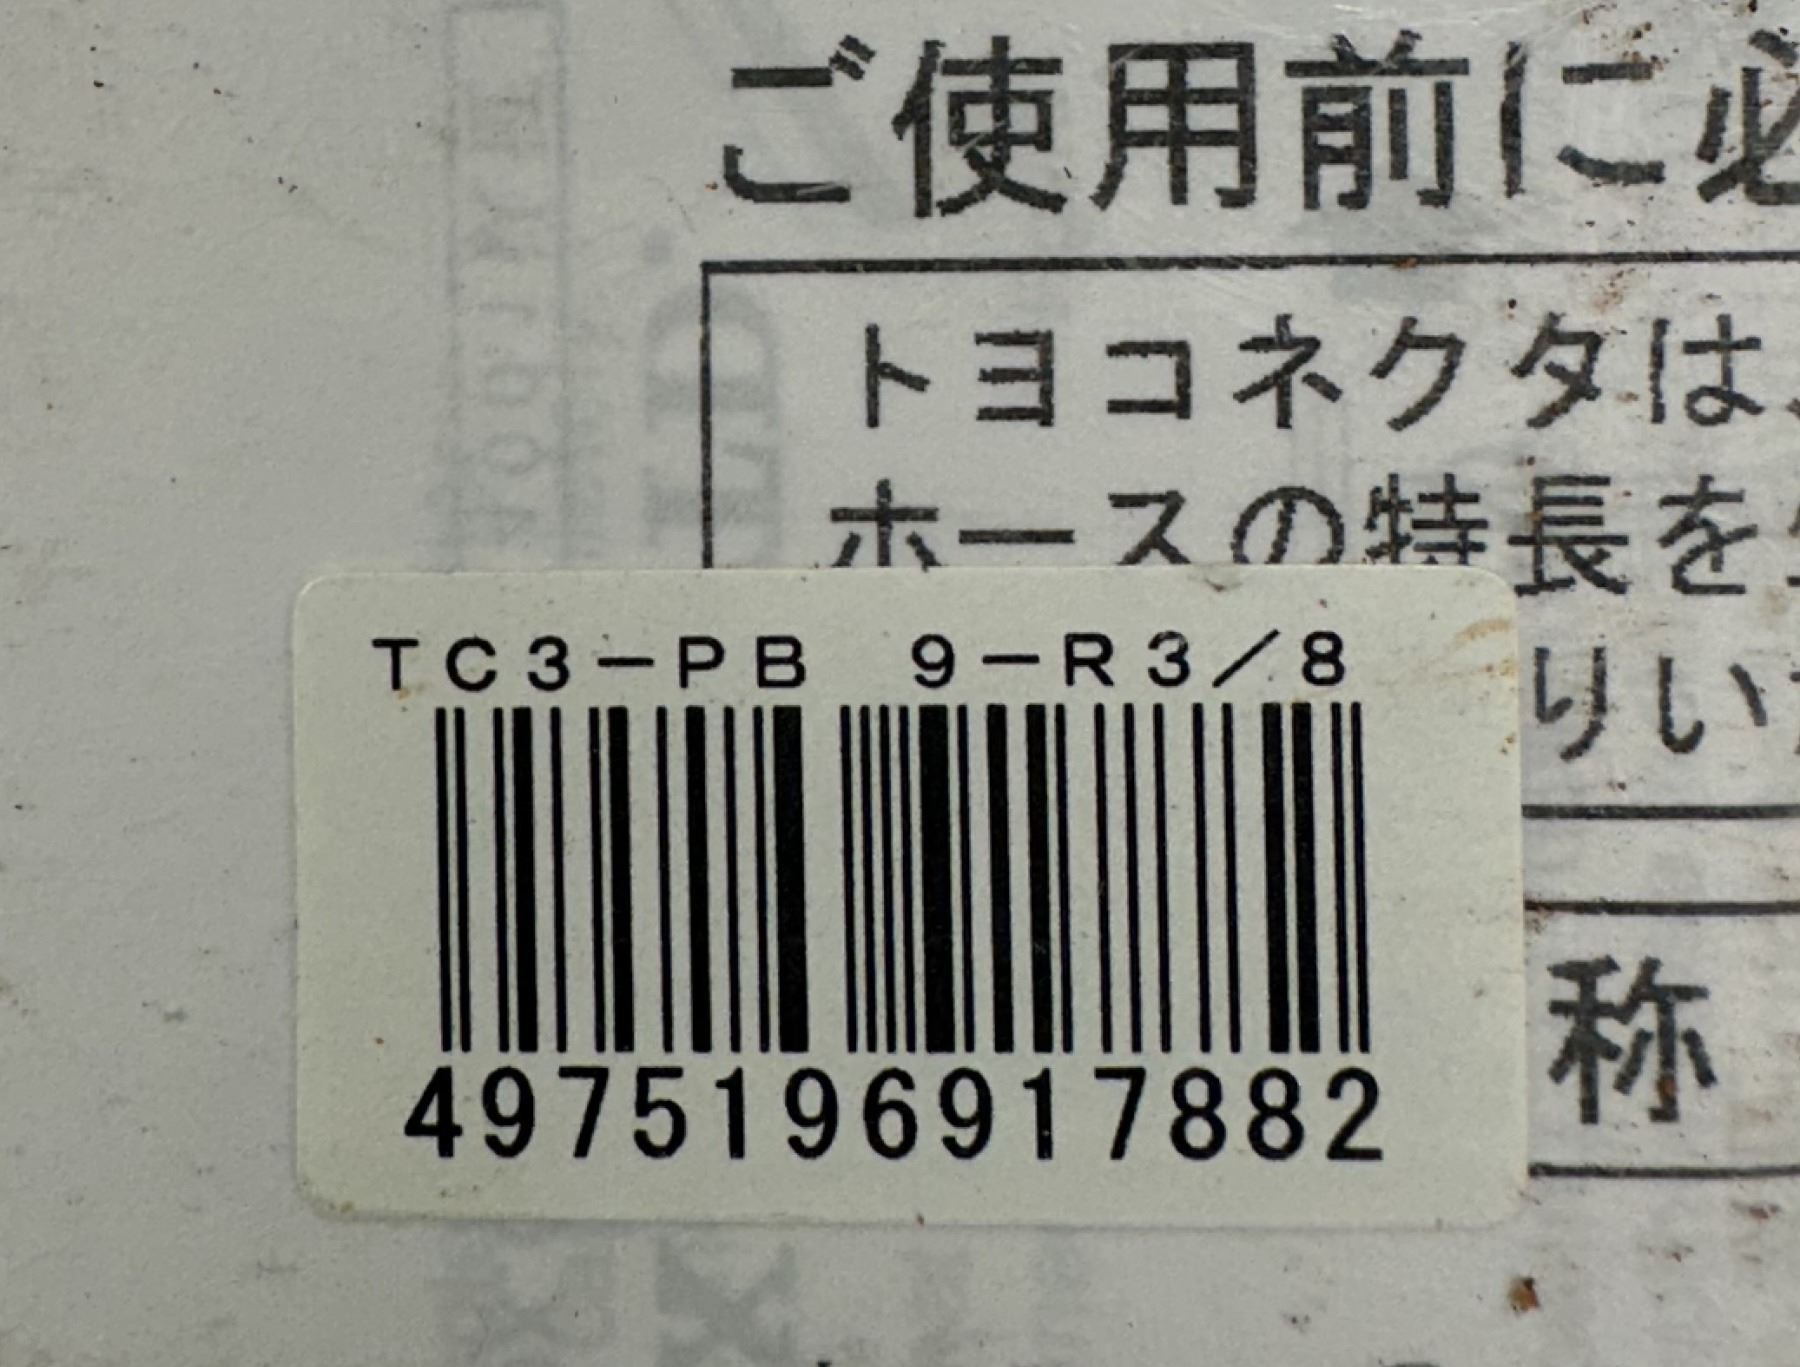 ご使用前に必
トヨコネクタは、
ホースの特長を
りい
TC3-PB 9-R3/8
4975196917882
称